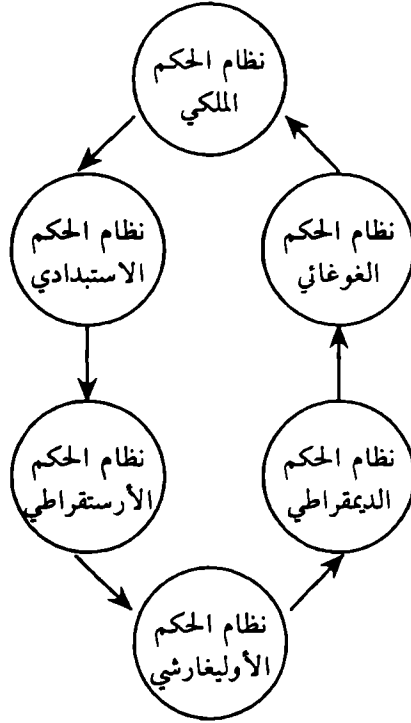 نظام الحكم
الملكي
نظام الحكم
الاستبدادي
نظام الحكم
الأرستقراطي
نظام الحكم
الأوليغارشي
نظام الحكم
الديمقراطي
نظام الحكم
الغوغائي